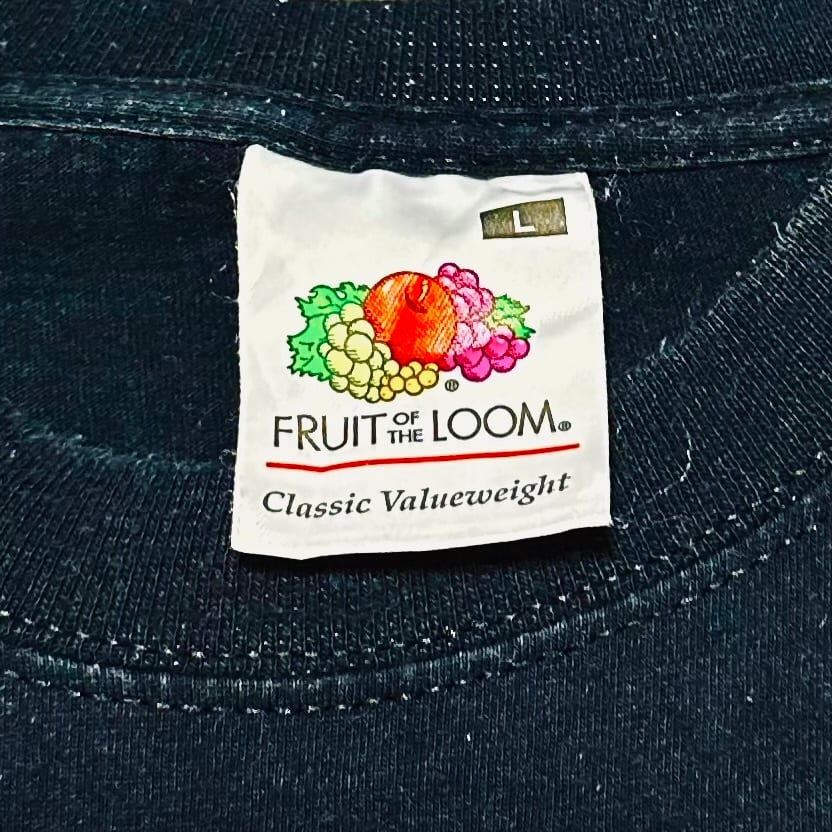 L
®
FRUIT OF THE LOOM®
Classic Valueweight